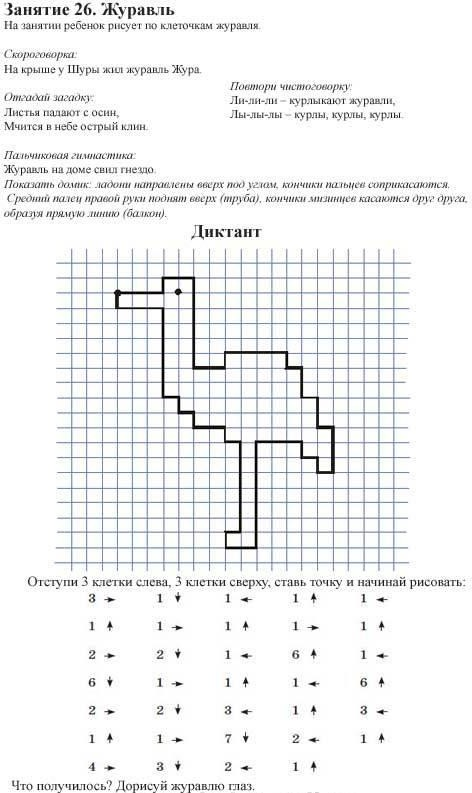 Занятие 26. Журавль
На занятии ребенок рисует по клеточкам журавля.
Скороговорка:
На крыше у Шуры жил журавль Жура.
Отгадай загадку:
Листья падают с осин,
Мчится в небе острый клин.
Повтори чистоговорку:
Ли-ли-ли – курлыкают журавли,
Лы-лы-лы – курлы, курлы, курлы.
Пальчиковая гимнастика:
Журавль на доме свил гнездо.
Показать домик: ладони направлены вверх под углом, кончики пальцев соприкасаются.
Средний палец правой руки поднят вверх (труба), кончики мизинцев касаются друг друга,
образуя прямую линию (балкон).
Диктант
Отступи 3 клетки слева, 3 клетки сверху, ставь точку и начинай рисовать:
3 → 1 ↓ 1 ← 1 ↑ 1 ←
1 ↑ 1 → 1 ↑ 1 → 1 ↑
2 → 2 ↓ 1 ← 6 ↑ 1 ←
6 ↓ 1 → 1 ↑ 1 ← 6 ↑
2 → 2 ↓ 3 ← 1 ↑ 3 ←
1 ↑ 1 → 7 ↓ 2 ← 1 ↑
4 → 3 ↓ 2 ← 1 ↑
Что получилось? Дорисуй журавлю глаз.